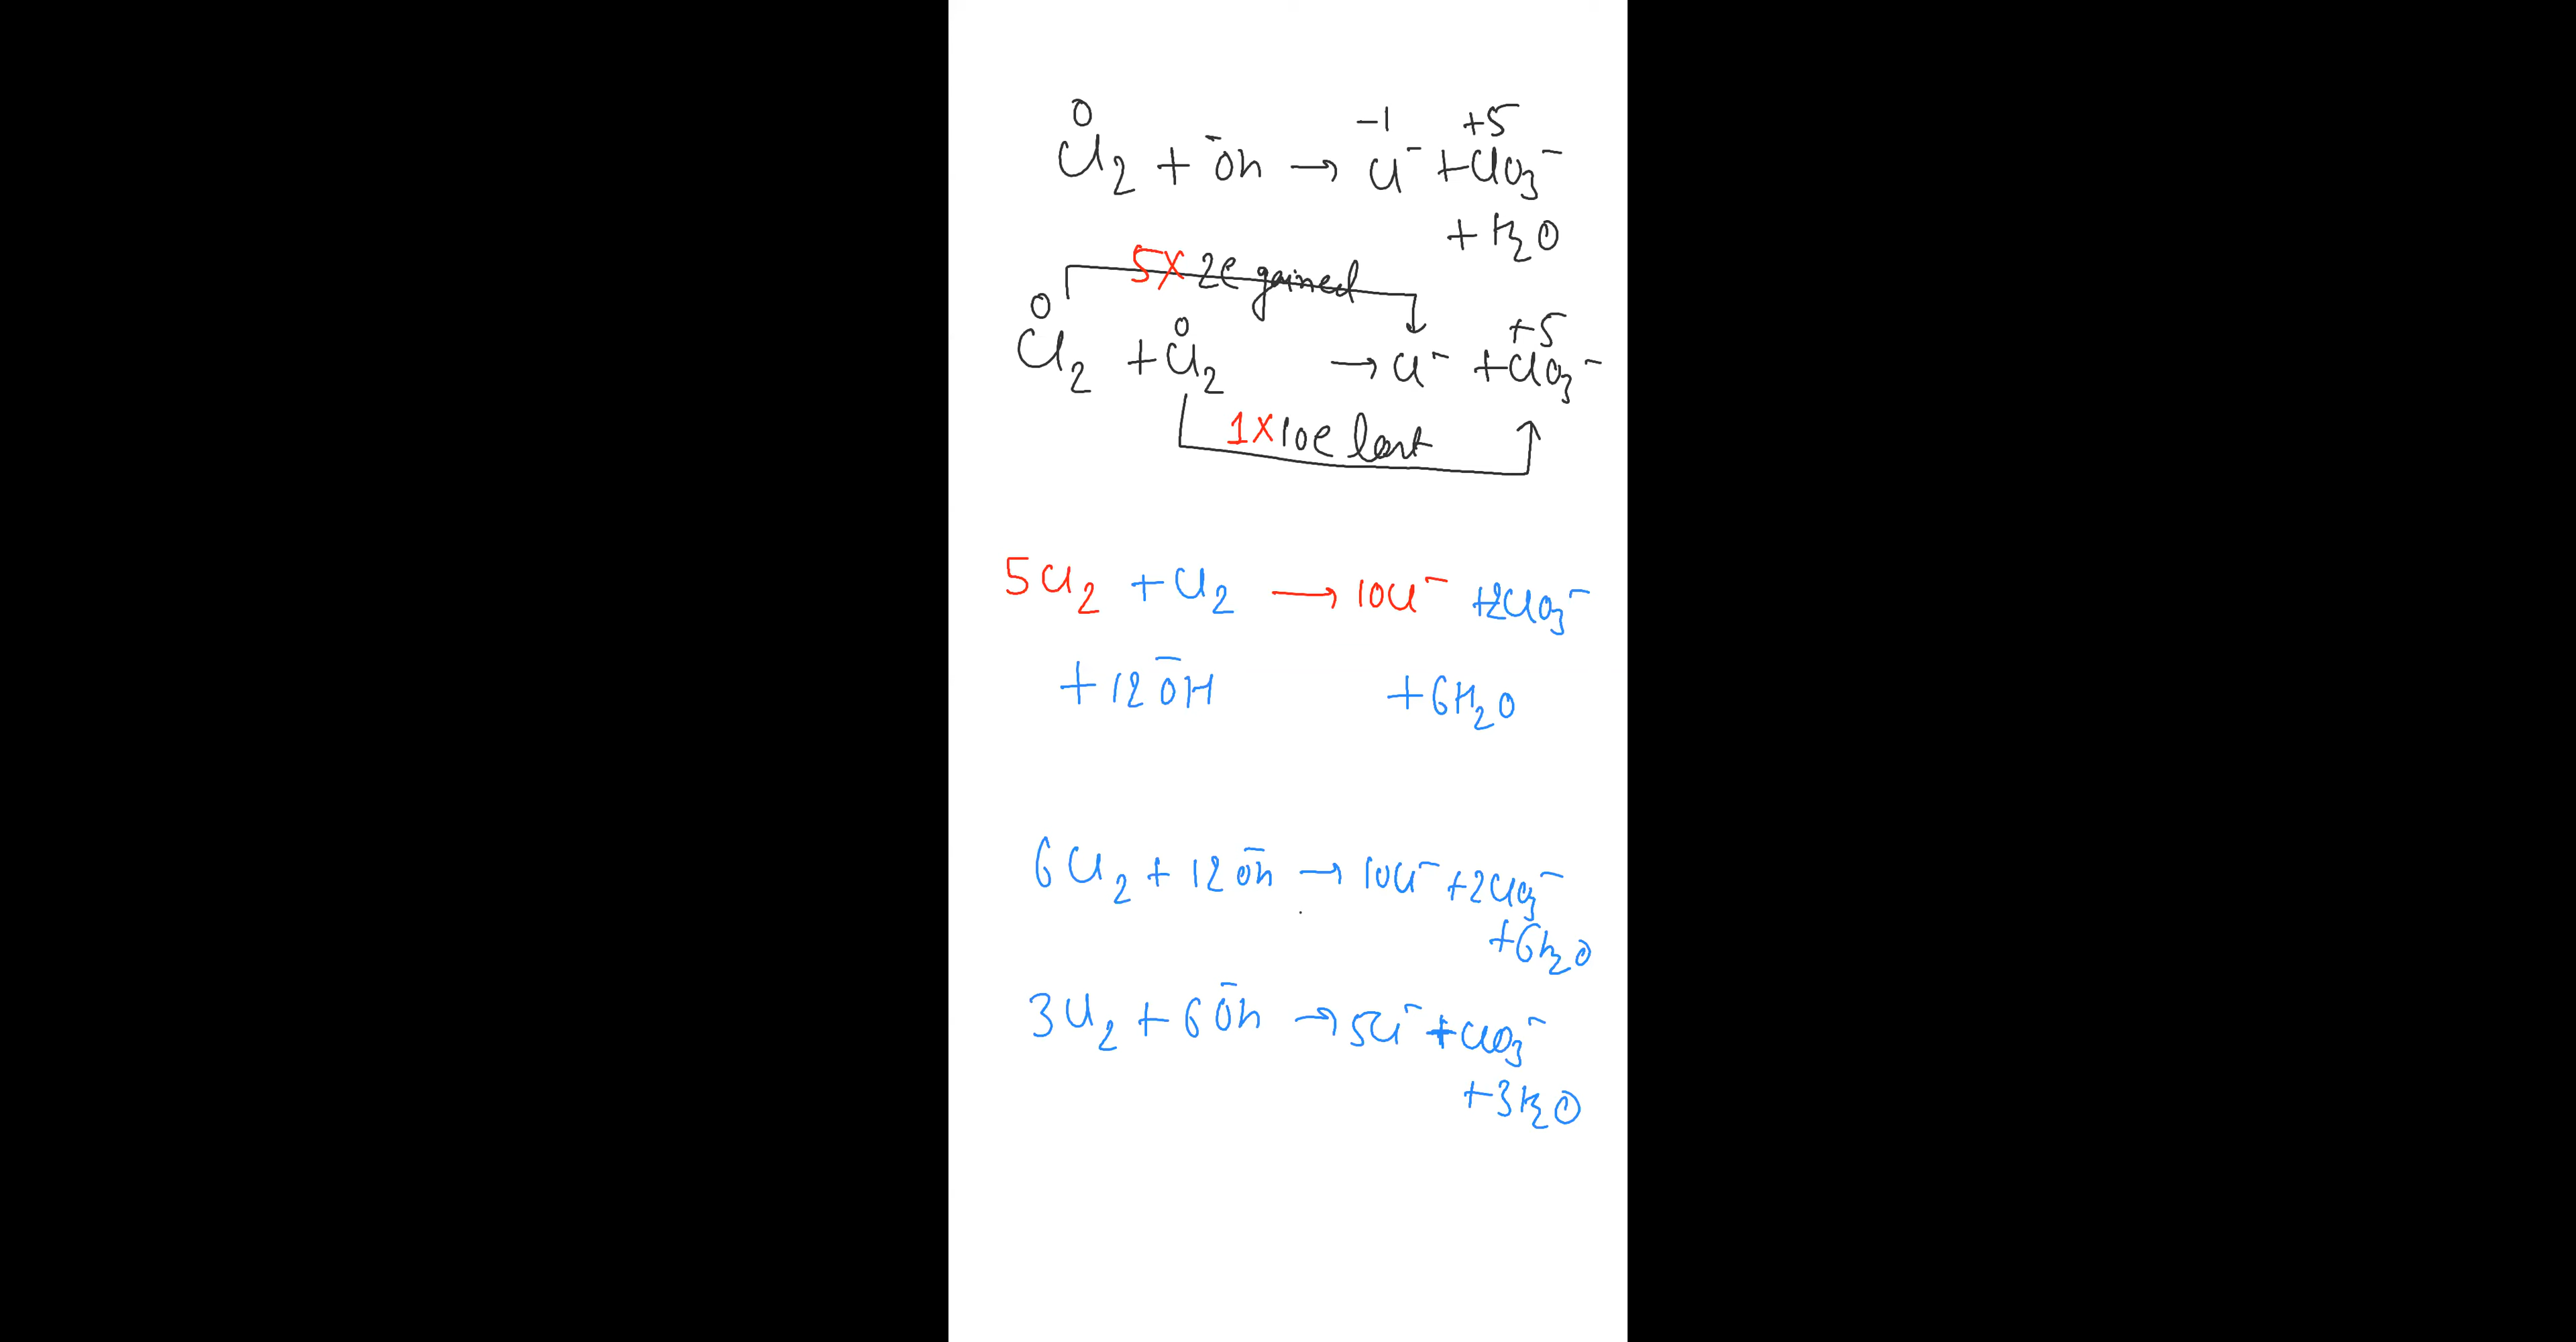 0 -1 +5
Cl2 + ⁻oh → Cl⁻ + ClO3⁻
+ H2O
5X 2e gained
0 0 +5
Cl2 + Cl2 → Cl⁻ + ClO3⁻
1X 10e lost
5Cl2 + Cl2 → 10Cl⁻ + 2ClO3⁻
+ 12 ⁻OH + 6H2O
6Cl2 + 12 ⁻oh → 10Cl⁻ + 2ClO3⁻
+ 6H2O
3Cl2 + 6 ⁻Oh → 5Cl⁻ + ClO3⁻
+ 3H2O